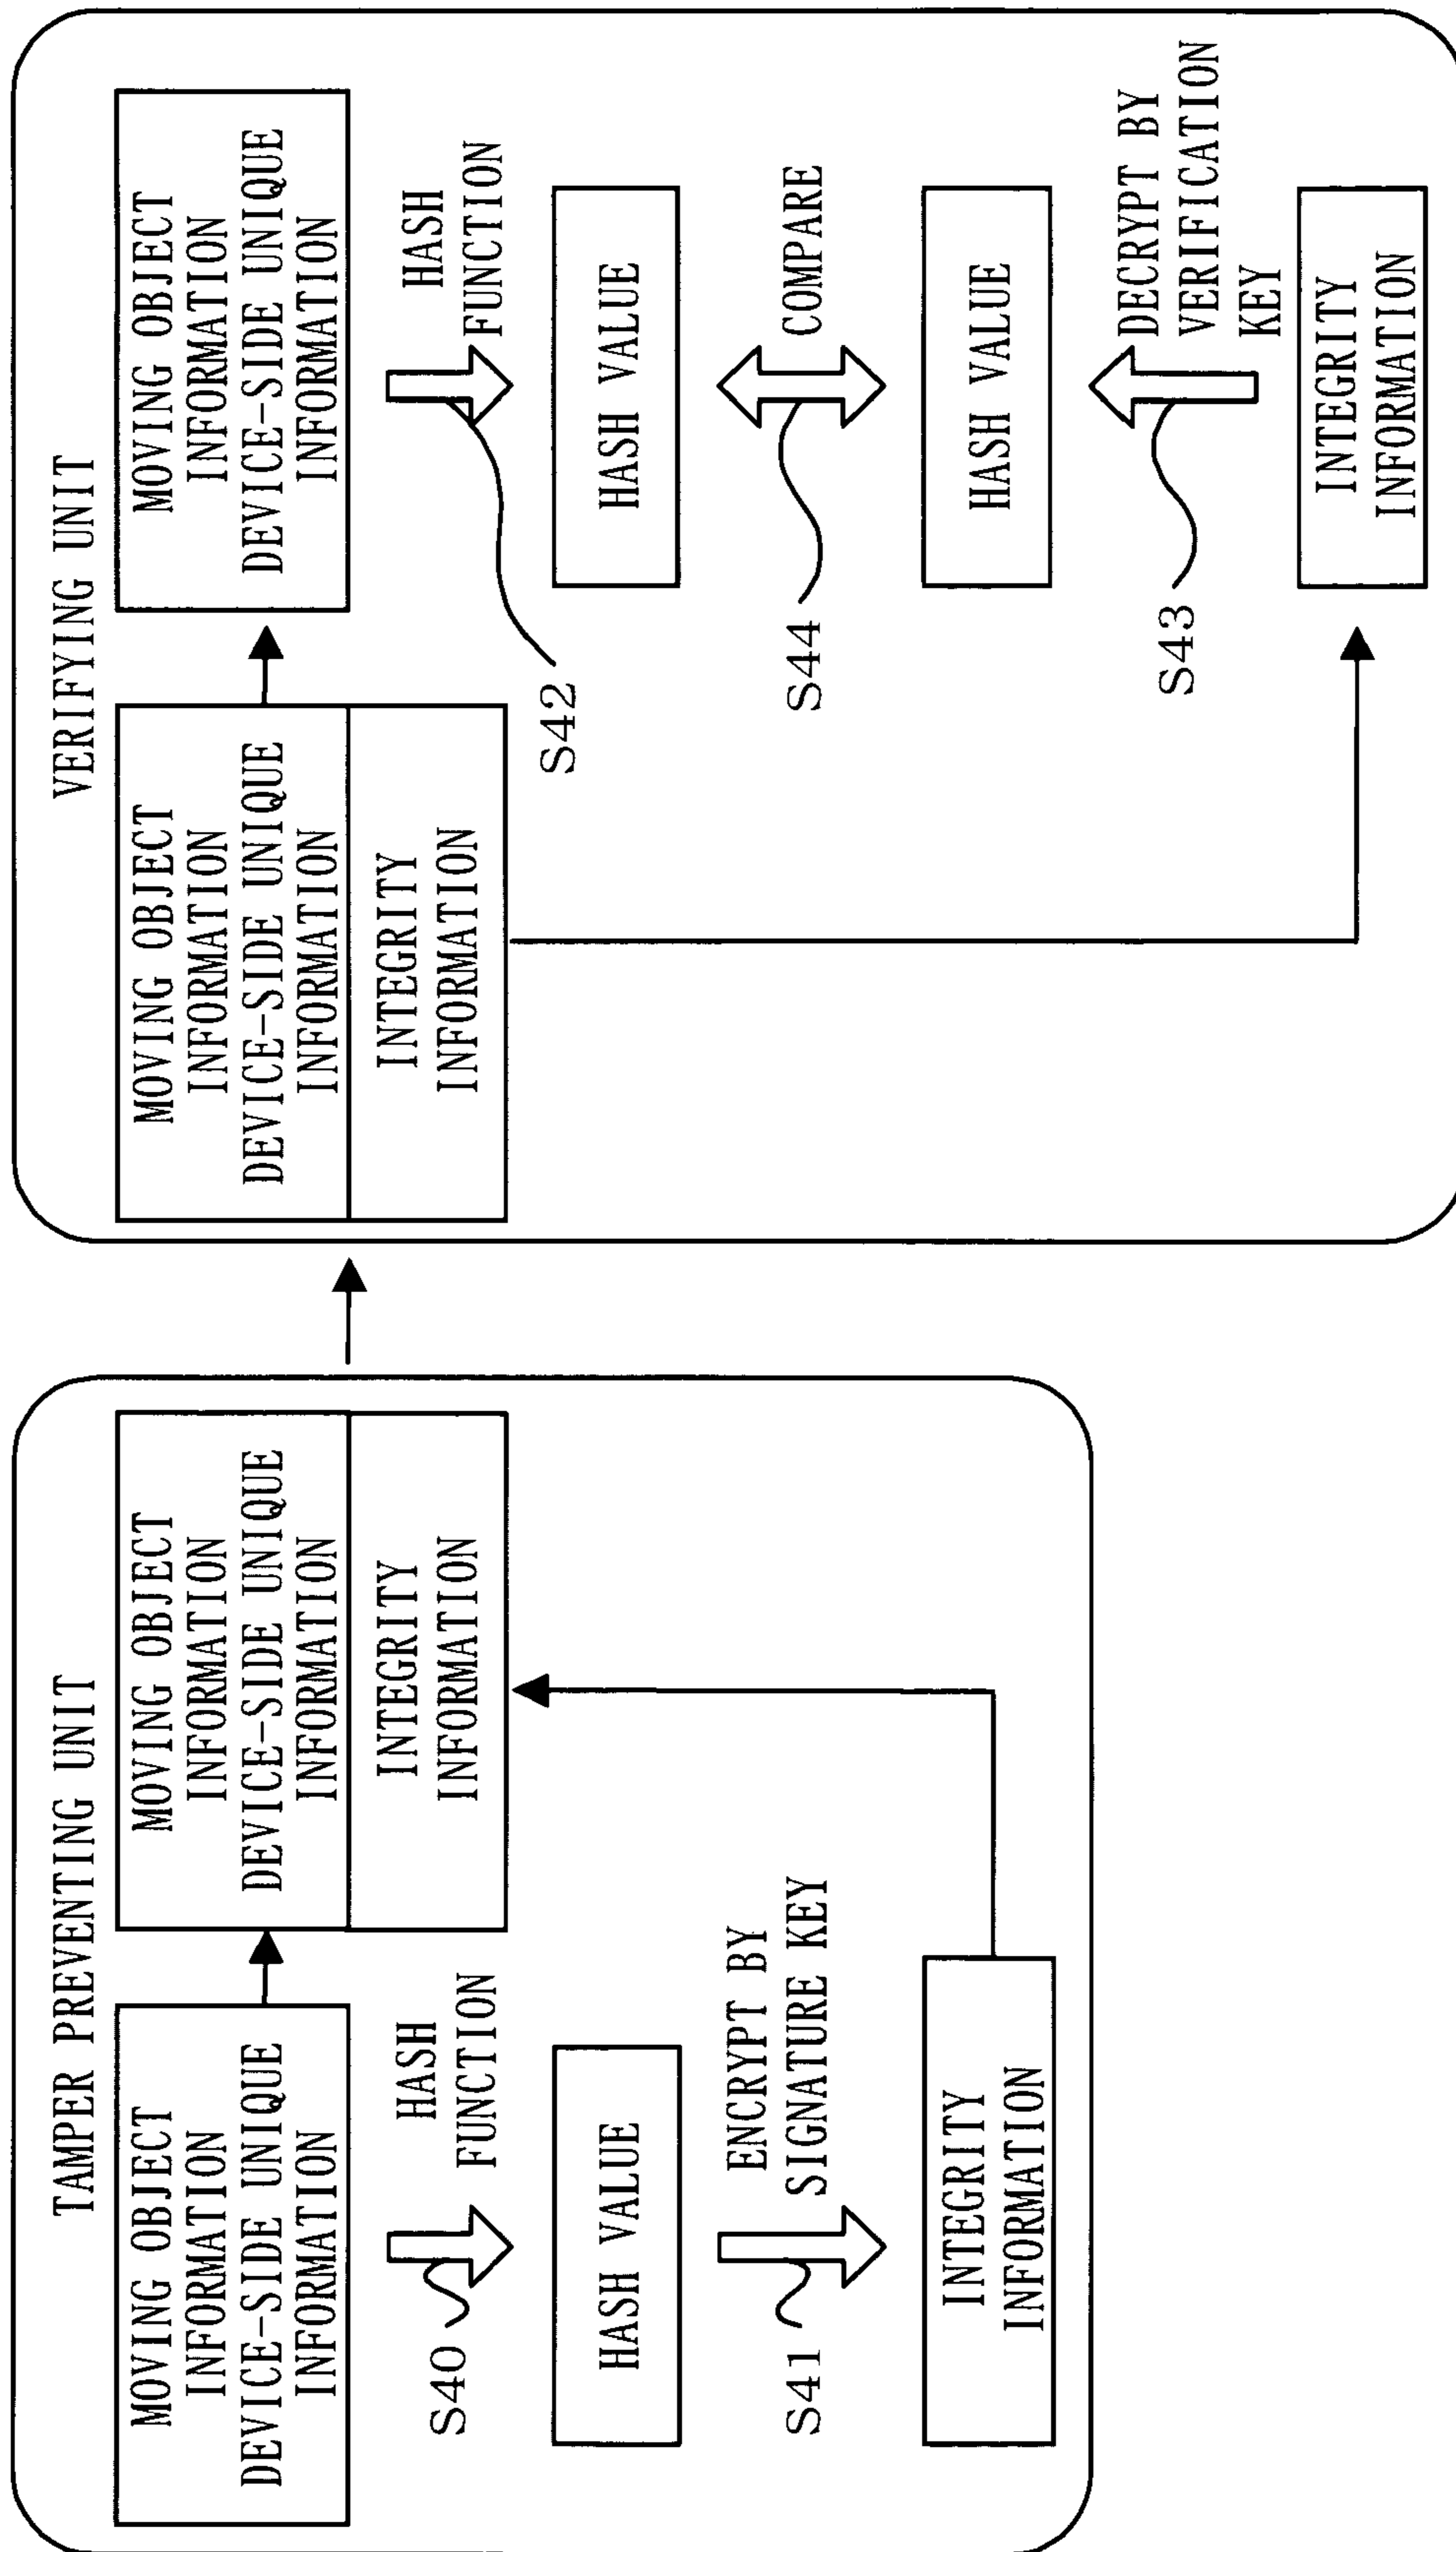 TAMPER PREVENTING UNIT
MOVING OBJECT
INFORMATION
DEVICE-SIDE UNIQUE
INFORMATION
S40
HASH
FUNCTION
HASH VALUE
S41
ENCRYPT BY
SIGNATURE KEY
INTEGRITY
INFORMATION
MOVING OBJECT
INFORMATION
DEVICE-SIDE UNIQUE
INFORMATION
INTEGRITY
INFORMATION
VERIFYING UNIT
MOVING OBJECT
INFORMATION
DEVICE-SIDE UNIQUE
INFORMATION
INTEGRITY
INFORMATION
MOVING OBJECT
INFORMATION
DEVICE-SIDE UNIQUE
INFORMATION
S42
HASH
FUNCTION
HASH VALUE
S44
COMPARE
HASH VALUE
S43
DECRYPT BY
VERIFICATION
KEY
INTEGRITY
INFORMATION